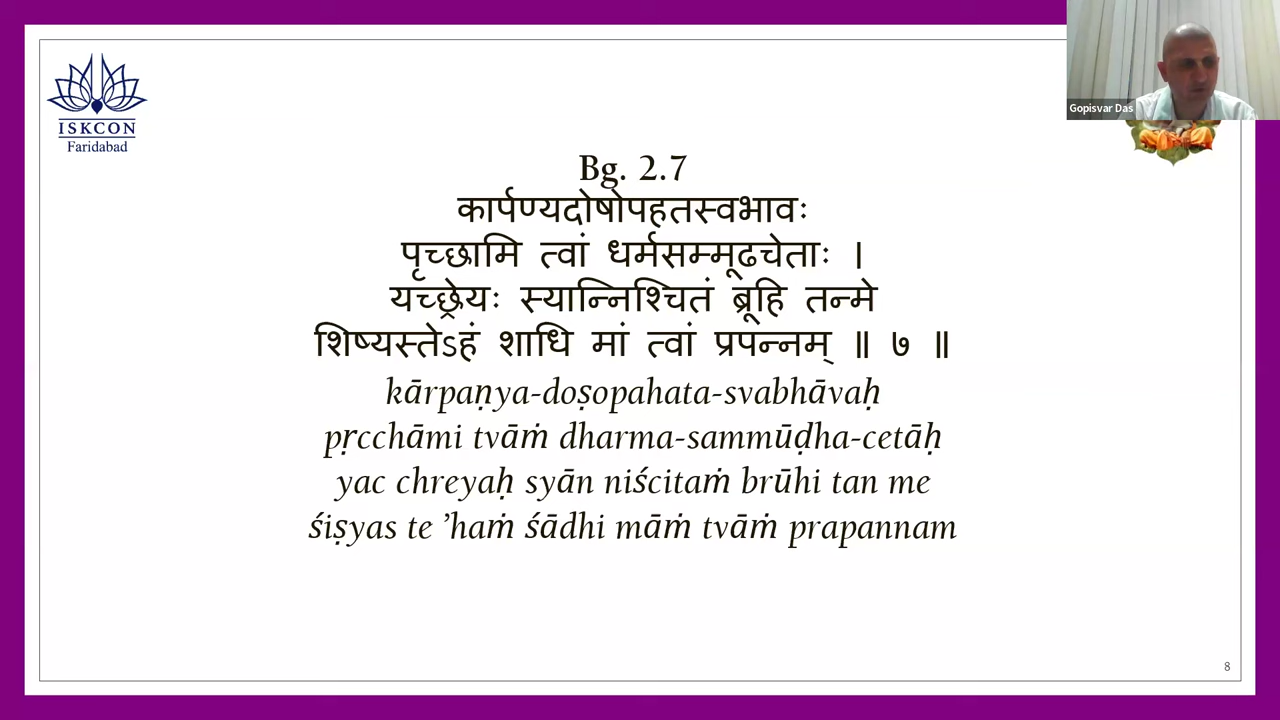 ISKCON
Faridabad
Gopisvar Das
Bg. 2.7
कार्पण्यदोषोपहतस्वभावः
पृच्छामि त्वां धर्मसम्मूढचेताः ।
यच्छ्रेयः स्यान्निश्चितं ब्रूहि तन्मे
शिष्यस्तेऽहं शाधि मां त्वां प्रपन्नम् ॥ ७ ॥
kārpaṇya-doṣopahata-svabhāvaḥ
pṛcchāmi tvāṁ dharma-sammūḍha-cetāḥ
yac chreyaḥ syān niścitaṁ brūhi tan me
śiṣyas te ’haṁ śādhi māṁ tvāṁ prapannam
8